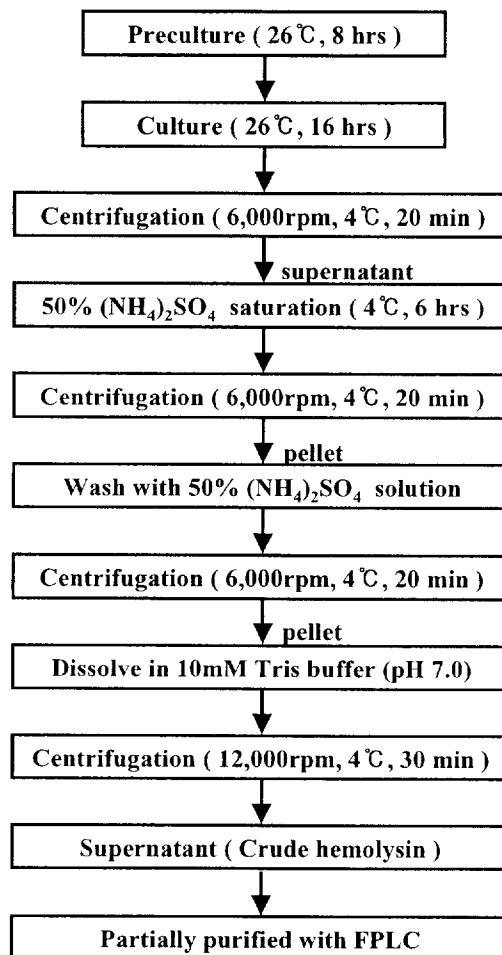 Preculture ( 26℃, 8 hrs )
Culture ( 26℃, 16 hrs )
Centrifugation ( 6,000rpm, 4℃, 20 min )
supernatant
50% (NH₄)₂SO₄ saturation ( 4℃, 6 hrs )
Centrifugation ( 6,000rpm, 4℃, 20 min )
pellet
Wash with 50% (NH₄)₂SO₄ solution
Centrifugation ( 6,000rpm, 4℃, 20 min )
pellet
Dissolve in 10mM Tris buffer (pH 7.0)
Centrifugation ( 12,000rpm, 4℃, 30 min )
Supernatant ( Crude hemolysin )
Partially purified with FPLC